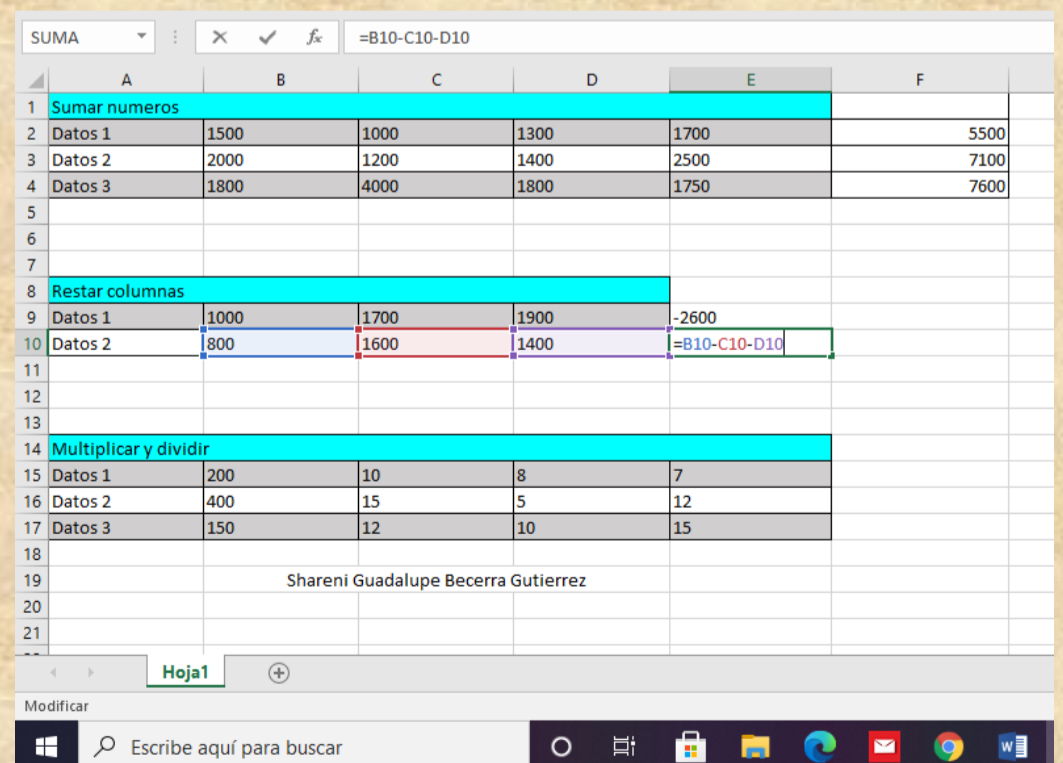 SUMA fx =B10-C10-D10
A B C D E F
1 Sumar numeros
2 Datos 1 1500 1000 1300 1700 5500
3 Datos 2 2000 1200 1400 2500 7100
4 Datos 3 1800 4000 1800 1750 7600
5
6
7
8 Restar columnas
9 Datos 1 1000 1700 1900 -2600
10 Datos 2 800 1600 1400 =B10-C10-D10
11
12
13
14 Multiplicar y dividir
15 Datos 1 200 10 8 7
16 Datos 2 400 15 5 12
17 Datos 3 150 12 10 15
18
19 Shareni Guadalupe Becerra Gutierrez
20
21
Hoja1
Modificar
Escribe aquí para buscar